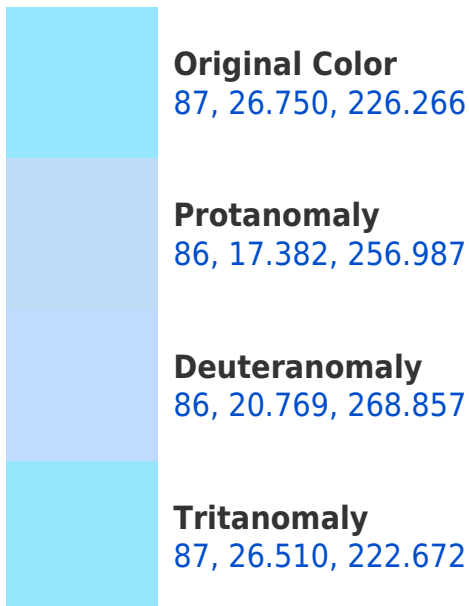 Original Color
87, 26.750, 226.266
Protanomaly
86, 17.382, 256.987
Deuteranomaly
86, 20.769, 268.857
Tritanomaly
87, 26.510, 222.672